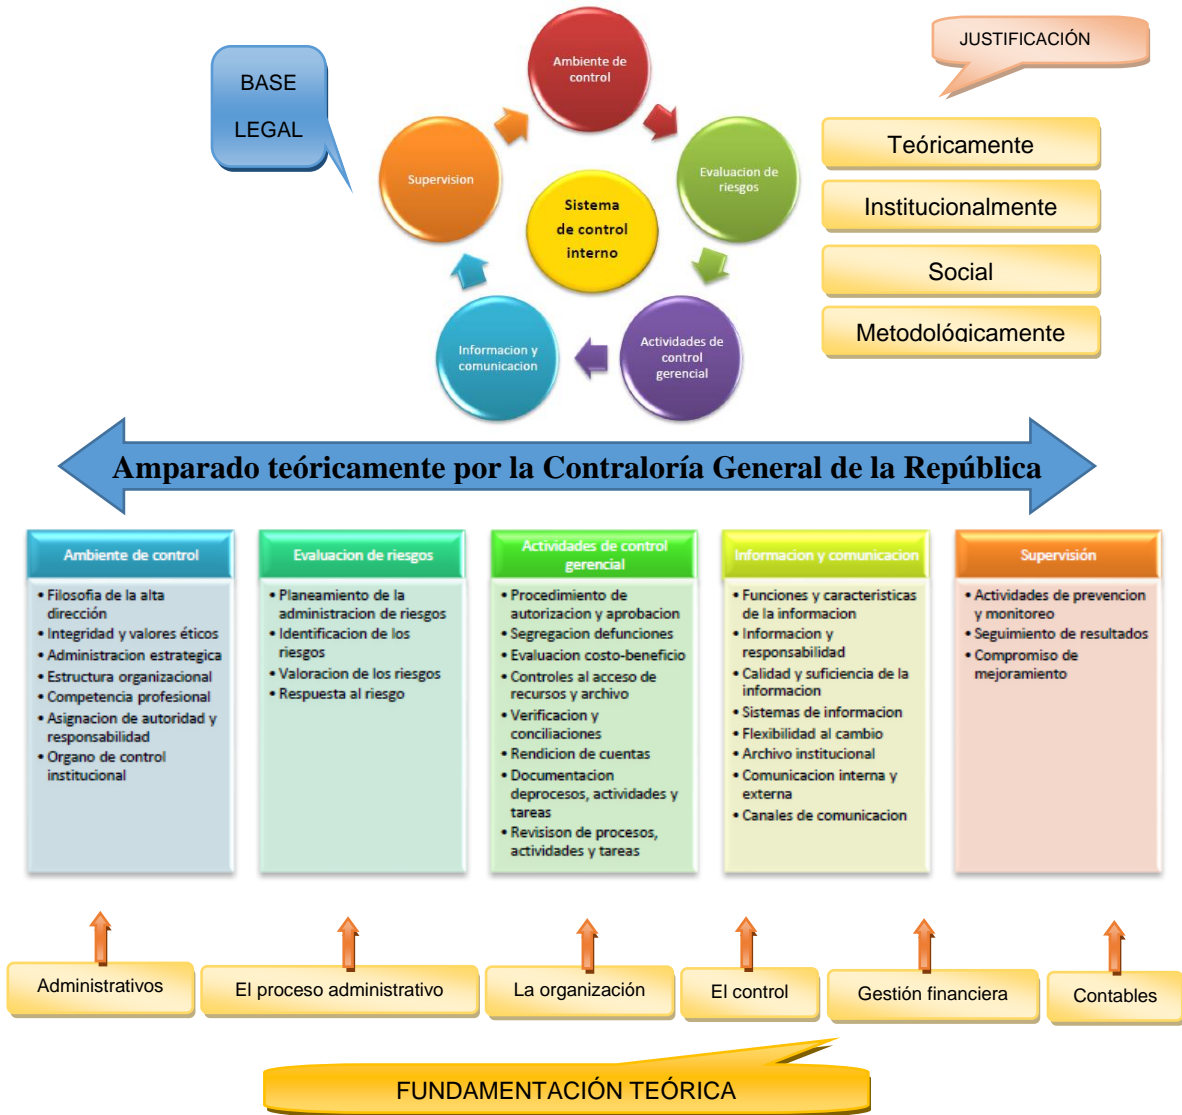 BASE
LEGAL
Ambiente de
control
JUSTIFICACIÓN
Supervision
Evaluacion de
riesgos
Sistema
de control
interno
Informacion y
comunicacion
Actividades de
control
gerencial
Teóricamente
Institucionalmente
Social
Metodológicamente
Amparado teóricamente por la Contraloría General de la República
Ambiente de control
• Filosofia de la alta
dirección
• Integridad y valores éticos
• Administracion estrategica
• Estructura organizacional
• Competencia profesional
• Asignacion de autoridad y
responsabilidad
• Organo de control
institucional
Evaluacion de riesgos
• Planeamiento de la
administracion de riesgos
• Identificacion de los
riesgos
• Valoracion de los riesgos
• Respuesta al riesgo
Actividades de control
gerencial
• Procedimiento de
autorizacion y aprobacion
• Segregacion defunciones
• Evaluacion costo-beneficio
• Controles al acceso de
recursos y archivo
• Verificacion y
conciliaciones
• Rendicion de cuentas
• Documentacion
deprocesos, actividades y
tareas
• Revisison de procesos,
actividades y tareas
Informacion y comunicacion
• Funciones y caracteristicas
de la informacion
• Informacion y
responsabilidad
• Calidad y suficiencia de la
informacion
• Sistemas de informacion
• Flexibilidad al cambio
• Archivo institucional
• Comunicacion interna y
externa
• Canales de comunicacion
Supervisión
• Actividades de prevencion
y monitoreo
• Seguimiento de resultados
• Compromiso de
mejoramiento
Administrativos
El proceso administrativo
La organización
El control
Gestión financiera
Contables
FUNDAMENTACIÓN TEÓRICA